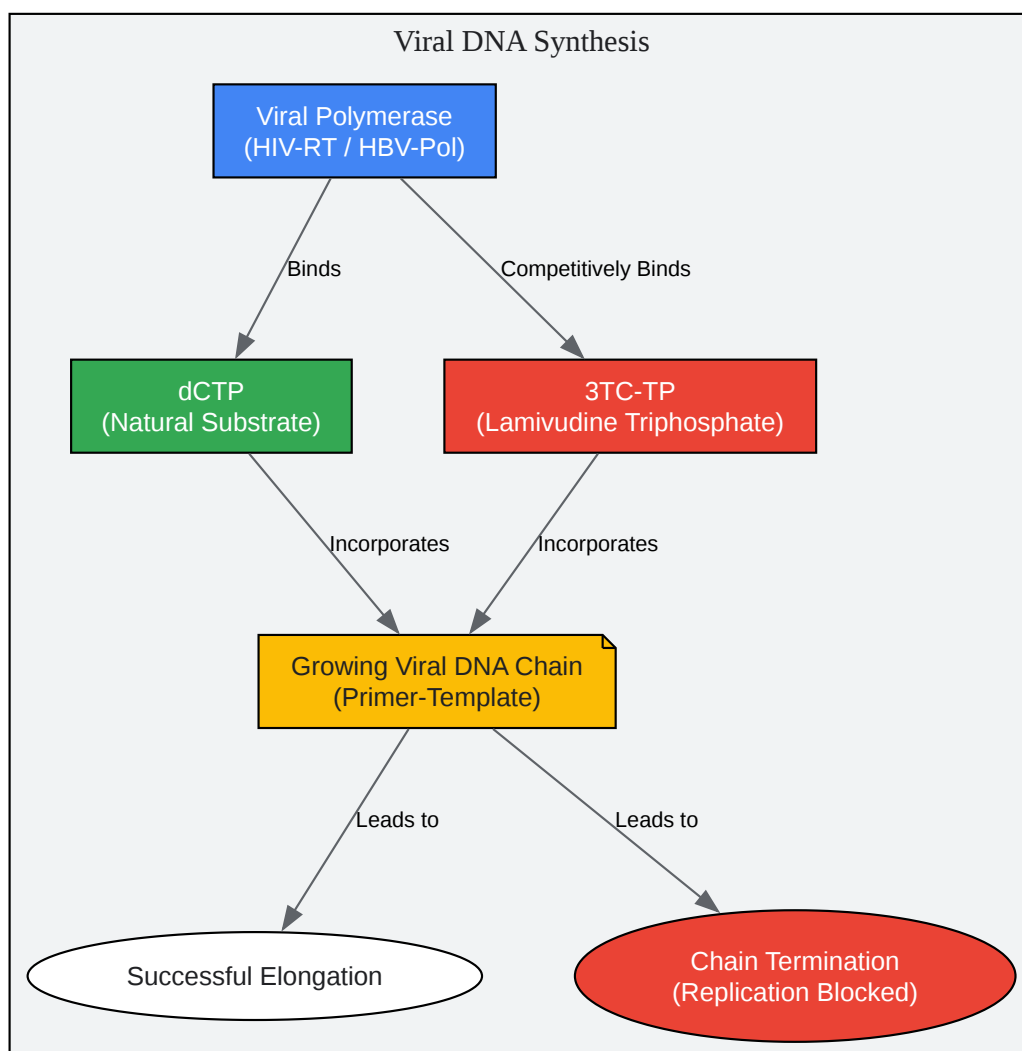 Viral DNA Synthesis
Viral Polymerase
(HIV-RT / HBV-Pol)
Binds
Competitively Binds
dCTP
(Natural Substrate)
3TC-TP
(Lamivudine Triphosphate)
Incorporates
Incorporates
Growing Viral DNA Chain
(Primer-Template)
Leads to
Leads to
Successful Elongation
Chain Termination
(Replication Blocked)